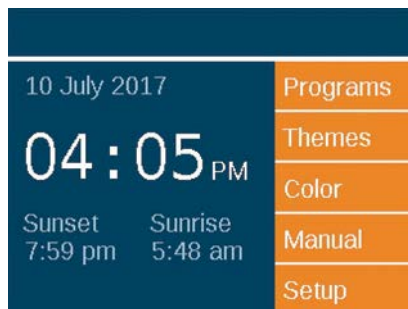 10 July 2017
04:05 PM
Sunset Sunrise
7:59 pm 5:48 am
Programs
Themes
Color
Manual
Setup